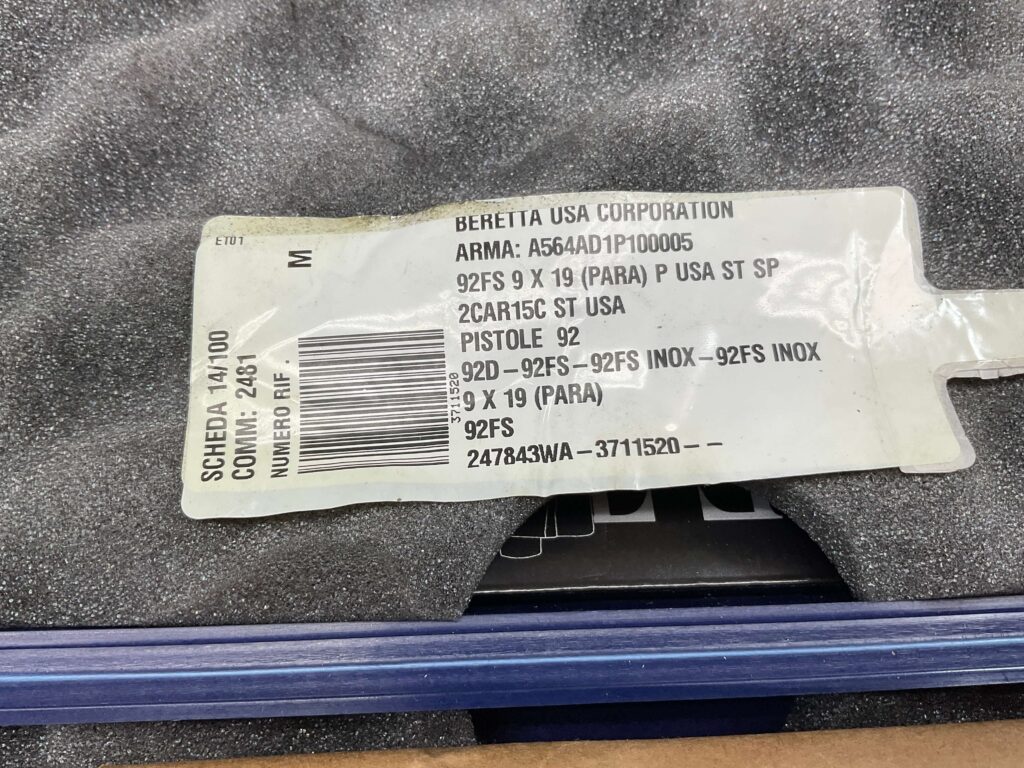 ET01
M
SCHEDA 14/100
COMM: 2481
NUMERO RIF.
3711520
BERETTA USA CORPORATION
ARMA: A564AD1P100005
92FS 9 X 19 (PARA) P USA ST SP
2CAR15C ST USA
PISTOLE 92
92D-92FS-92FS INOX-92FS INOX
9 X 19 (PARA)
92FS
247843WA-3711520--